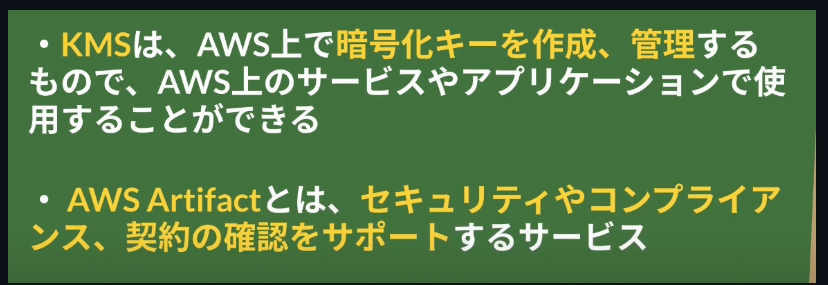 ・KMSは、AWS上で暗号化キーを作成、管理する
もので、AWS上のサービスやアプリケーションで使
用することができる
・ AWS Artifactとは、セキュリティやコンプライア
ンス、契約の確認をサポートするサービス